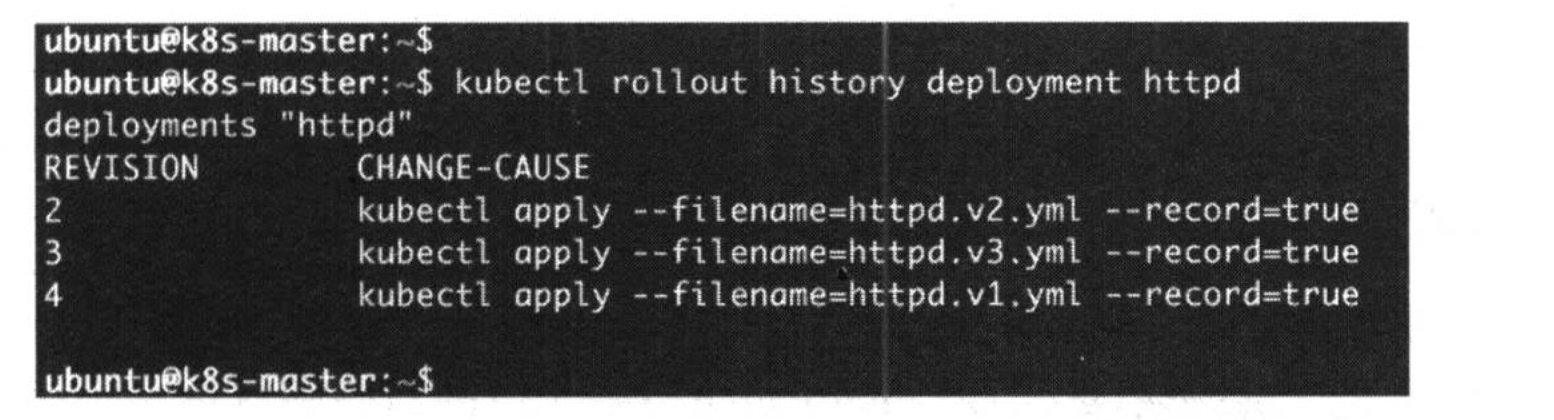 ubuntu@k8s-master:~$
ubuntu@k8s-master:~$ kubectl rollout history deployment httpd
deployments "httpd"
REVISION CHANGE-CAUSE
2 kubectl apply --filename=httpd.v2.yml --record=true
3 kubectl apply --filename=httpd.v3.yml --record=true
4 kubectl apply --filename=httpd.v1.yml --record=true
ubuntu@k8s-master:~$